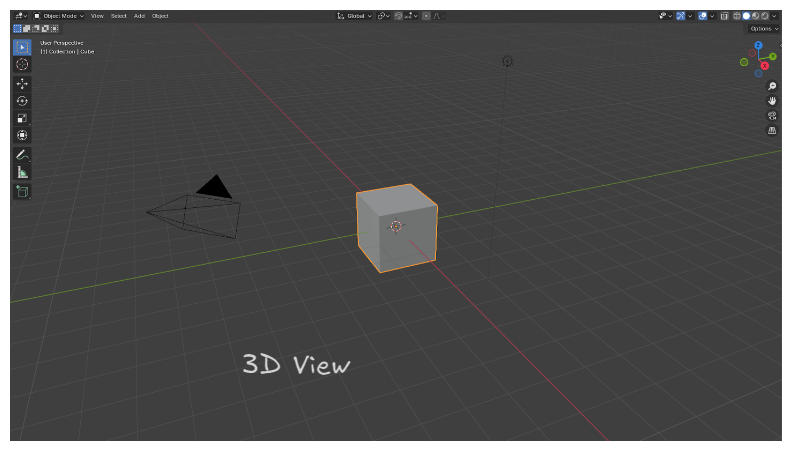 Object Mode View Select Add Object Global
Options
User Perspective
(1) Collection | Cube
Z
Y
X
3D View